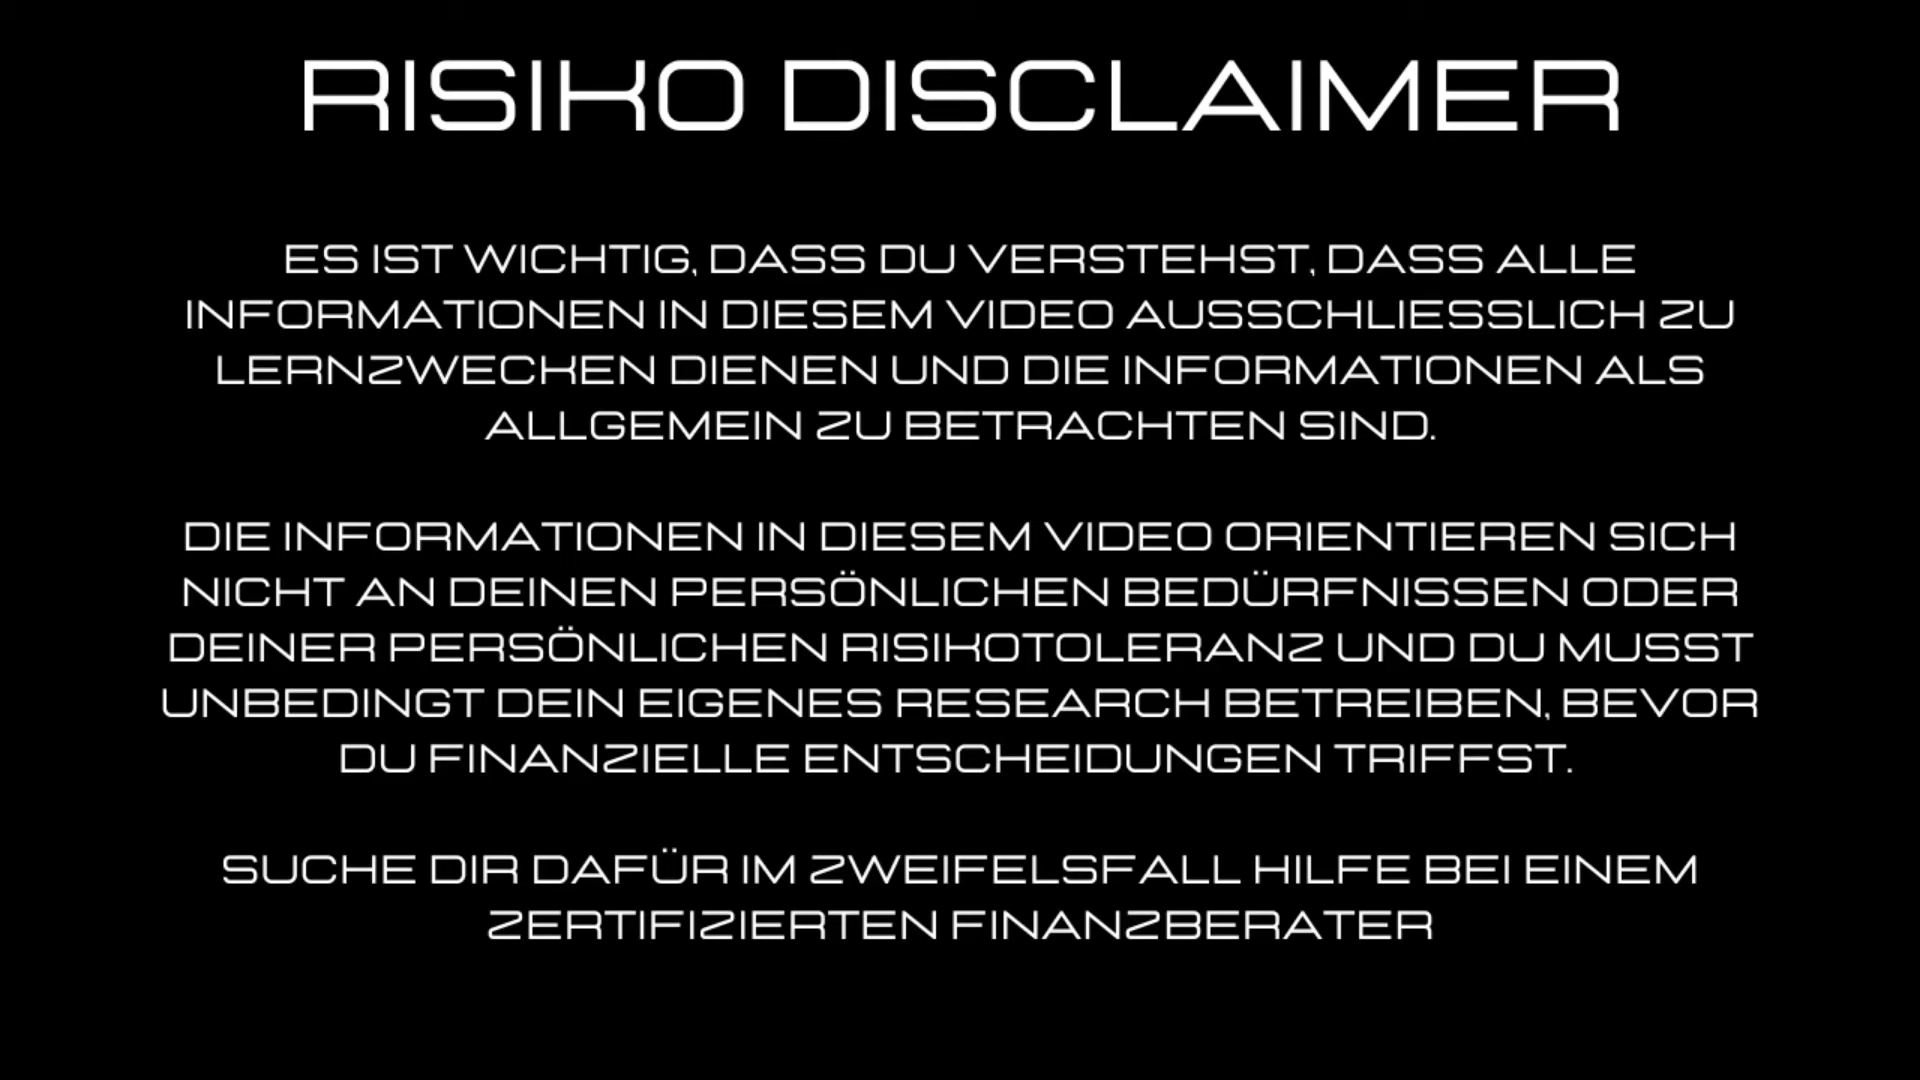 RISIKO DISCLAIMER
ES IST WICHTIG, DASS DU VERSTEHST, DASS ALLE
INFORMATIONEN IN DIESEM VIDEO AUSSCHLIESSLICH ZU
LERNZWECKEN DIENEN UND DIE INFORMATIONEN ALS
ALLGEMEIN ZU BETRACHTEN SIND.
DIE INFORMATIONEN IN DIESEM VIDEO ORIENTIEREN SICH
NICHT AN DEINEN PERSÖNLICHEN BEDÜRFNISSEN ODER
DEINER PERSÖNLICHEN RISIKOTOLERANZ UND DU MUSST
UNBEDINGT DEIN EIGENES RESEARCH BETREIBEN, BEVOR
DU FINANZIELLE ENTSCHEIDUNGEN TRIFFST.
SUCHE DIR DAFÜR IM ZWEIFELSFALL HILFE BEI EINEM
ZERTIFIZIERTEN FINANZBERATER